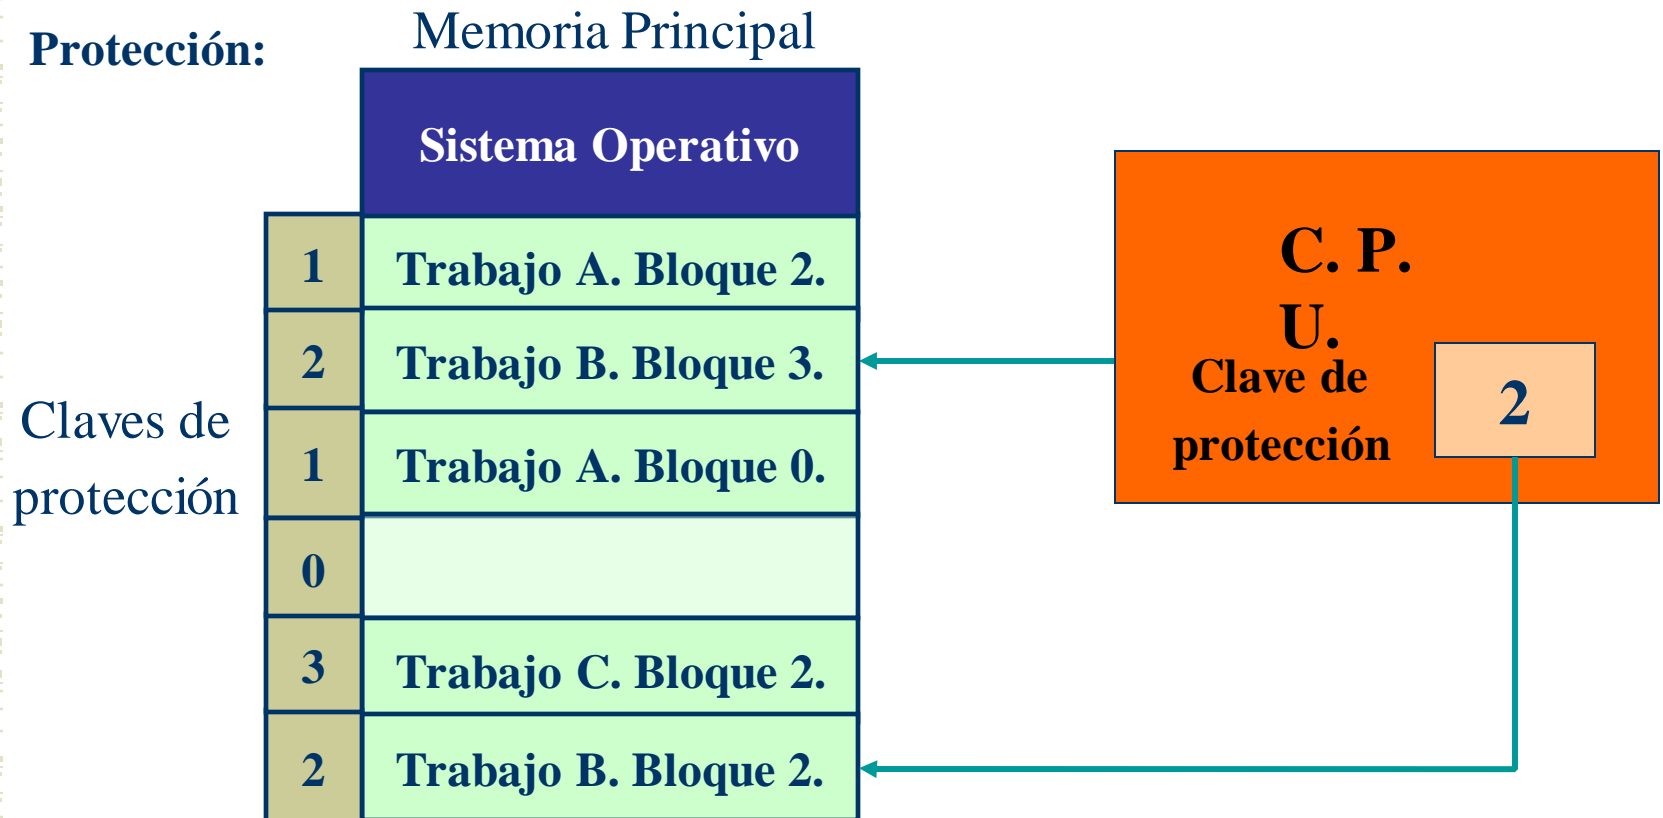 Protección:
Memoria Principal
Sistema Operativo
1
Trabajo A. Bloque 2.
2
Trabajo B. Bloque 3.
1
Trabajo A. Bloque 0.
0
3
Trabajo C. Bloque 2.
2
Trabajo B. Bloque 2.
Claves de
protección
C. P.
U.
Clave de
protección
2